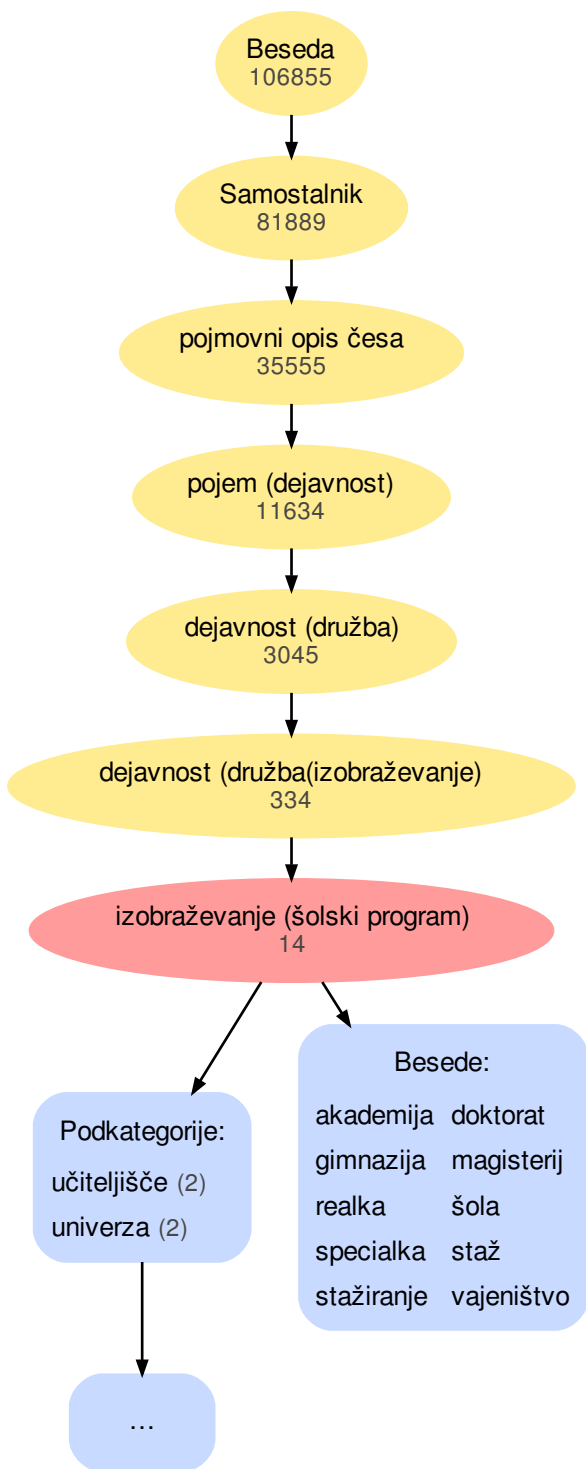 Beseda
106855
Samostalnik
81889
pojmovni opis česa
35555
pojem (dejavnost)
11634
dejavnost (družba)
3045
dejavnost (družba(izobraževanje)
334
izobraževanje (šolski program)
14
Podkategorije:
učiteljišče (2)
univerza (2)
...
Besede:
akademija doktorat
gimnazija magisterij
realka šola
specialka staž
stažiranje vajeništvo